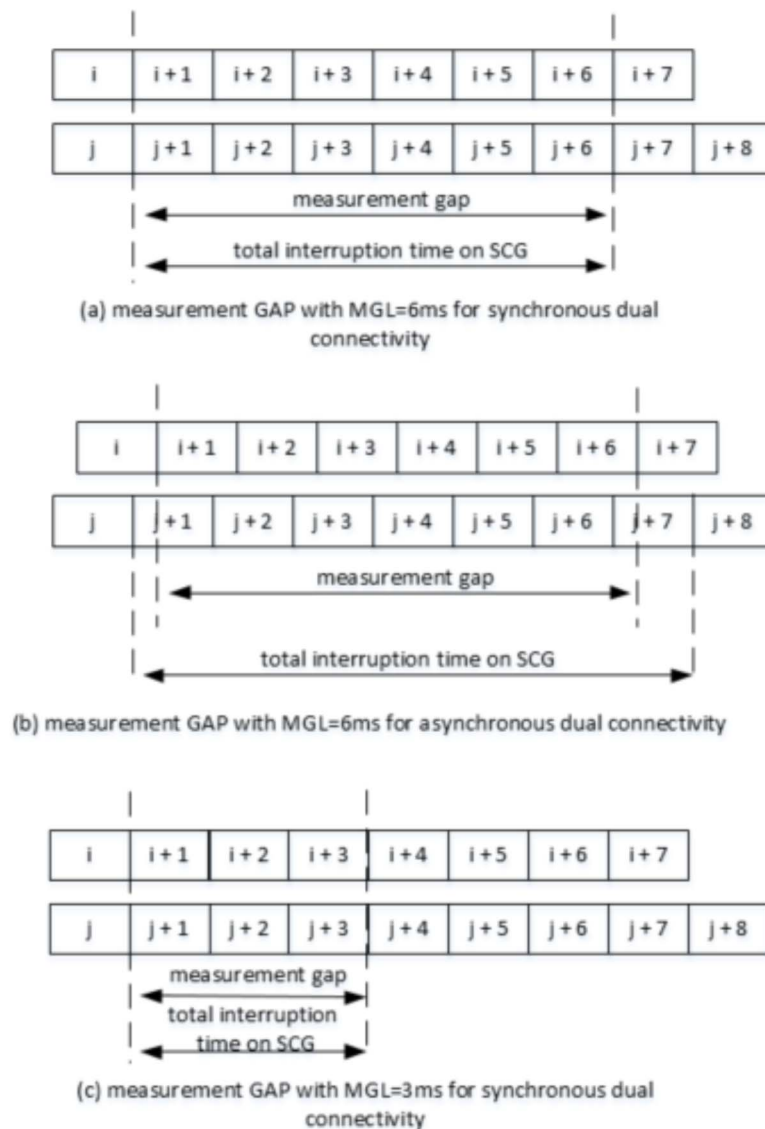 i i + 1 i + 2 i + 3 i + 4 i + 5 i + 6 i + 7
j j + 1 j + 2 j + 3 j + 4 j + 5 j + 6 j + 7 j + 8
measurement gap
total interruption time on SCG
(a) measurement GAP with MGL=6ms for synchronous dual
connectivity
i i + 1 i + 2 i + 3 i + 4 i + 5 i + 6 i + 7
j j + 1 j + 2 j + 3 j + 4 j + 5 j + 6 j + 7 j + 8
measurement gap
total interruption time on SCG
(b) measurement GAP with MGL=6ms for asynchronous dual connectivity
i i + 1 i + 2 i + 3 i + 4 i + 5 i + 6 i + 7
j j + 1 j + 2 j + 3 j + 4 j + 5 j + 6 j + 7 j + 8
measurement gap
total interruption
time on SCG
(c) measurement GAP with MGL=3ms for synchronous dual
connectivity